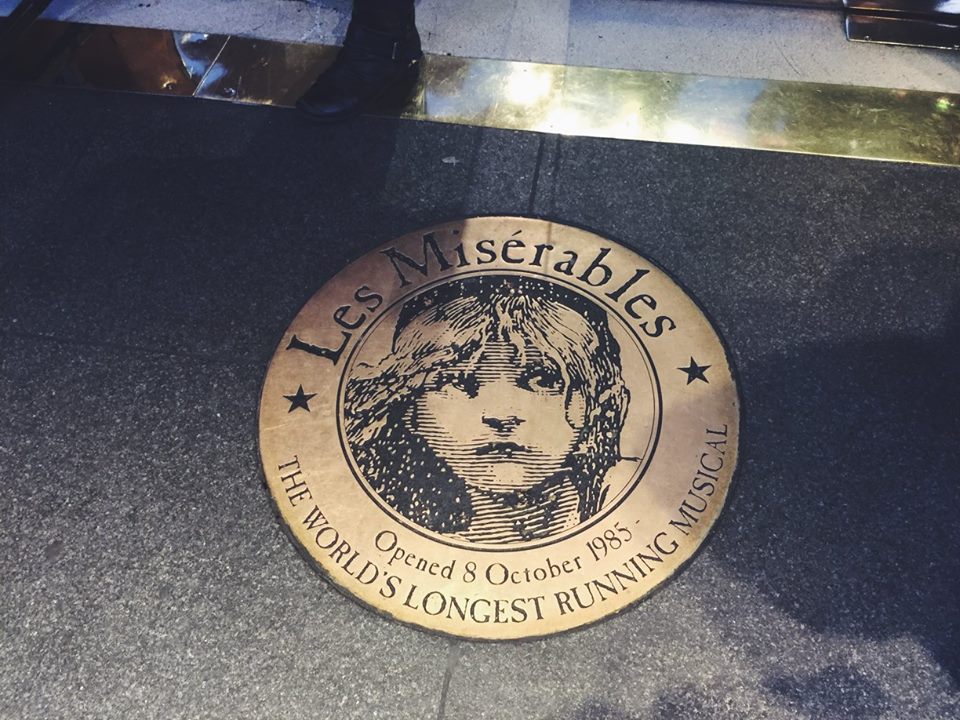 Les Misérables
Opened 8 October 1985-
THE WORLD'S LONGEST RUNNING MUSICAL